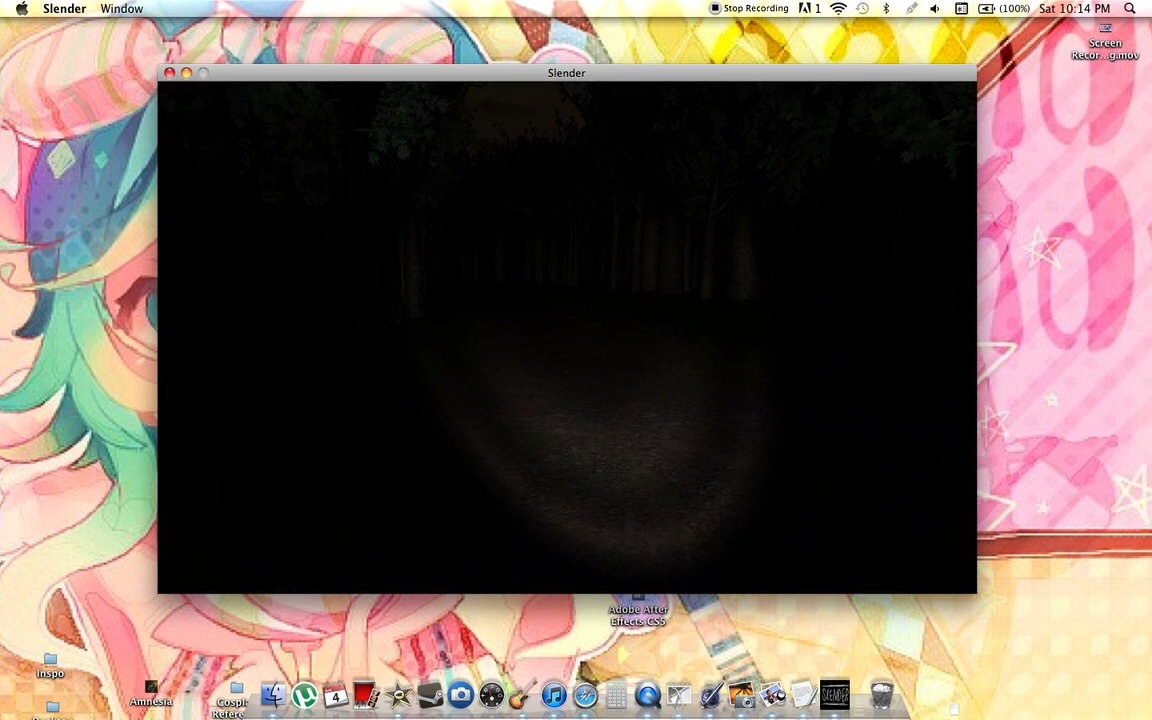 Slender Window Stop Recording 1 (100%) Sat 10:14 PM
Screen
Recor...g.mov
Slender
Adobe After
Effects CS5
Inspo
Amnesia
4
SLENDER